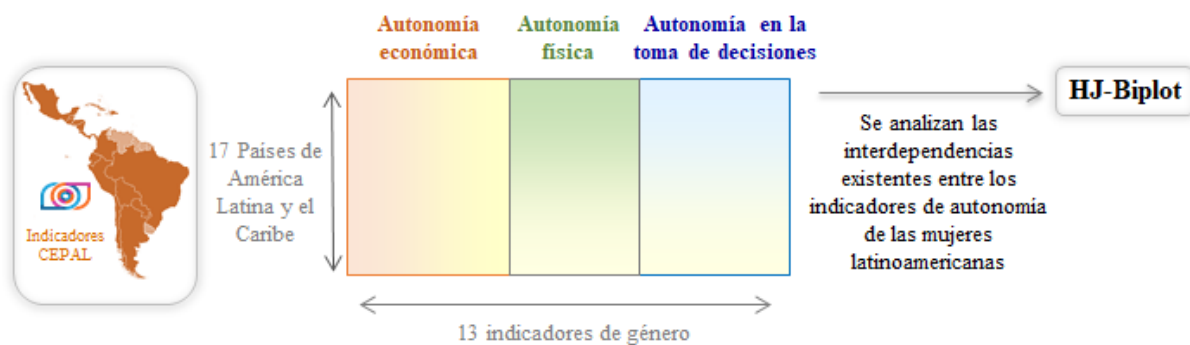 Indicadores
CEPAL
17 Países de
América
Latina y el
Caribe
Autonomía
económica
Autonomía
física
Autonomía en la
toma de decisiones
13 indicadores de género
HJ-Biplot
Se analizan las
interdependencias
existentes entre los
indicadores de autonomía
de las mujeres
latinoamericanas